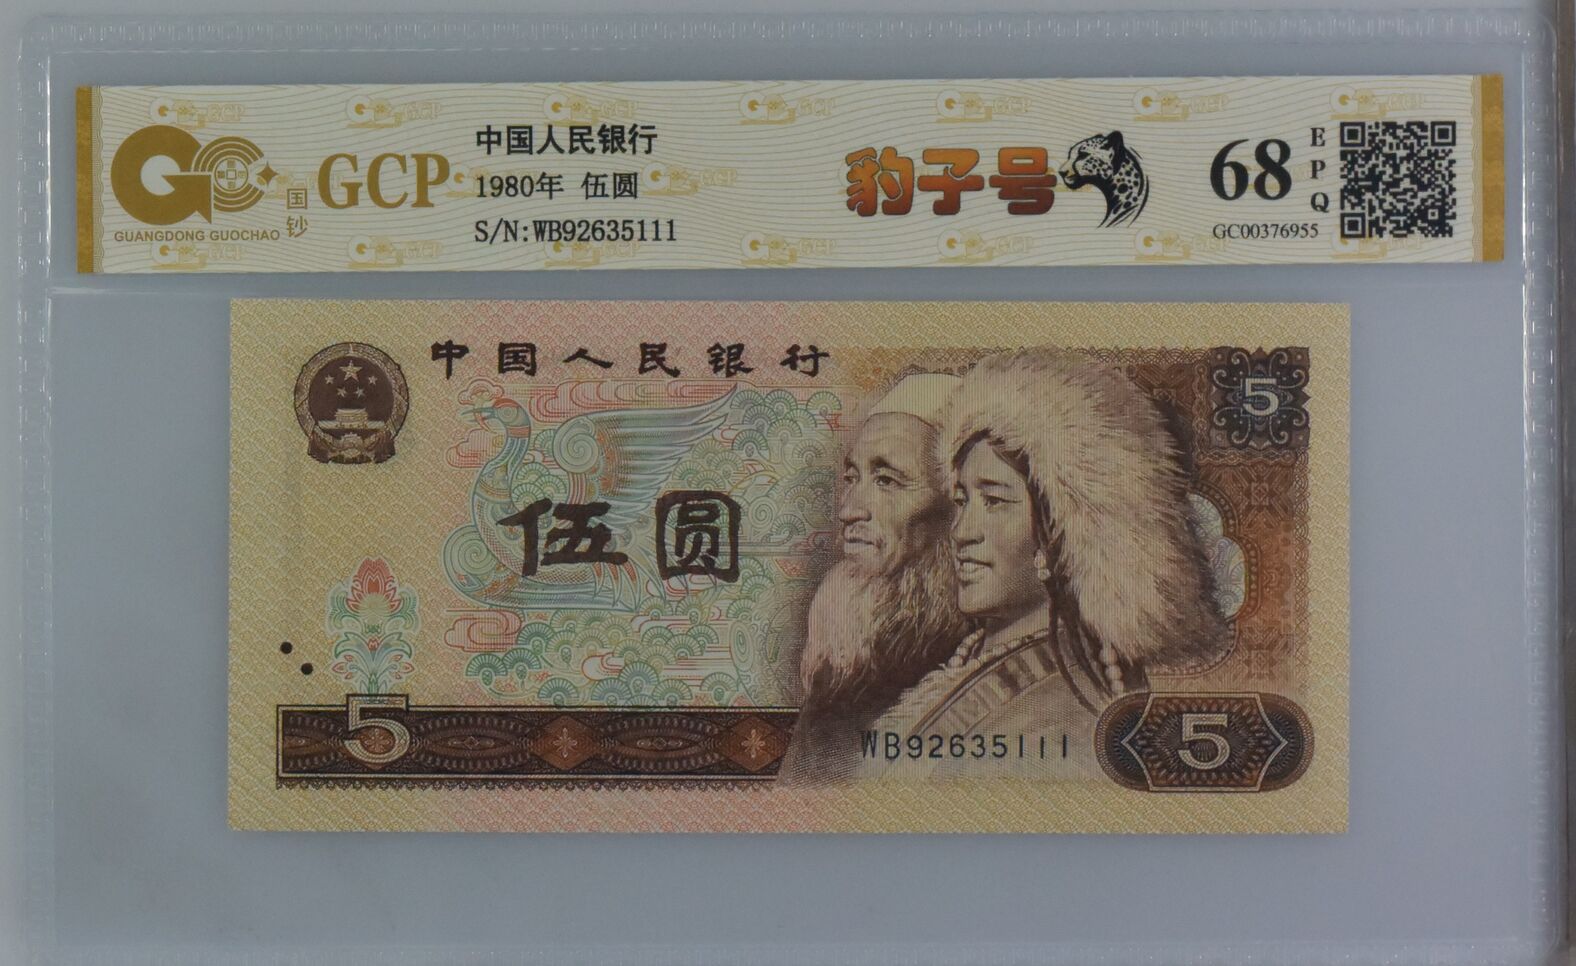 GCP
GUANGDONG GUOCHAO
国钞
中国人民银行
1980年 伍圆
S/N:WB92635111
豹子号
68
EPQ
GC00376955
中国人民银行
5
伍圆
5
WB92635111
5